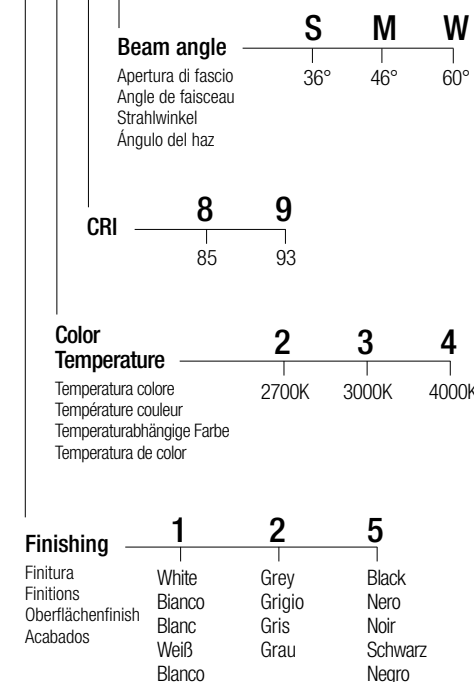 Beam angle
Apertura di fascio
Angle de faisceau
Strahlwinkel
Ángulo del haz
S M W
36° 46° 60°
CRI
8 9
85 93
Color
Temperature
Temperatura colore
Température couleur
Temperaturabhängige Farbe
Temperatura de color
2 3 4
2700K 3000K 4000K
Finishing
Finitura
Finitions
Oberflächenfinish
Acabados
1 2 5
White Grey Black
Bianco Grigio Nero
Blanc Gris Noir
Weiß Grau Schwarz
Blanco Negro